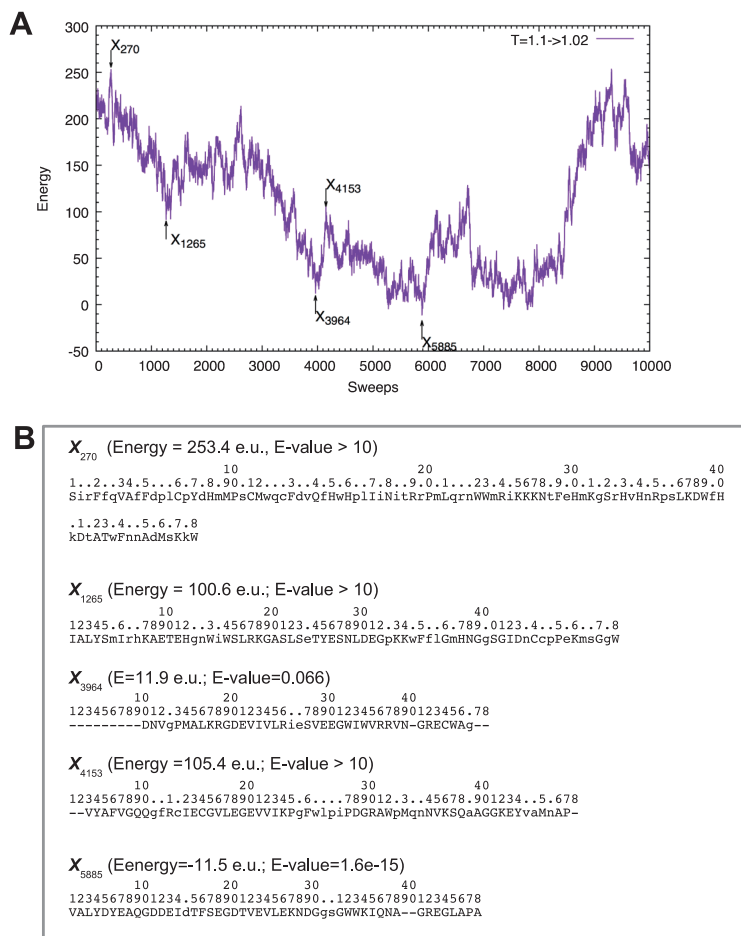 A
300
250
200
150
100
50
0
-50
Energy
T=1.1->1.02
X270
X1265
X3964
X4153
X5885
0 1000 2000 3000 4000 5000 6000 7000 8000 9000 10000
Sweeps
B
X270 (Energy = 253.4 e.u., E-value > 10)
10 20 30 40
1..2..34.5...6.7.8.90.12...3..4.5.6..7.8..9.0.1...23.4.5678.9.0.1.2.3.4.5..6789.0
SirFfqVAfFdplCpYdHmMPsCMwqcFdvQfHwHplIiNitRrPmLqrnWWmRiKKKNtFeHmKgSrHvHnRpsLKDWfH
.1.23.4..5.6.7.8
kDtATwFnnAdMsKkW
X1265 (Energy = 100.6 e.u.; E-value > 10)
10 20 30 40
12345.6..789012..3.4567890123.456789012.34.5..6.789.0123.4..5.6..7.8
IALYSmIrhKAETEHgnWiWSLRKGASLSeTYESNLDEGpKKwFflGmHNGgSGIDnCcpPeKmsGgW
X3964 (E=11.9 e.u.; E-value=0.066)
10 20 30 40
123456789012.34567890123456..78901234567890123456.78
---------DNVgPMALKRGDEVIVLRieSVEEGWIWVRRVN-GRECWAg--
X4153 (Energy =105.4 e.u.; E-value > 10)
10 20 30 40
1234567890..1.23456789012345.6....789012.3..45678.901234..5.678
--VYAFVGQQgfRcIECGVLEGEVVIKPgFwlpiPDGRAWpMqnNVKSQaAGGKEYvaMnAP-
X5885 (Eenergy=-11.5 e.u.; E-value=1.6e-15)
10 20 30 40
12345678901234.5678901234567890..123456789012345678
VALYDYEAQGDDEIdTFSEGDTVEVLEKNDGgsGWWKIQNA--GREGLAPA